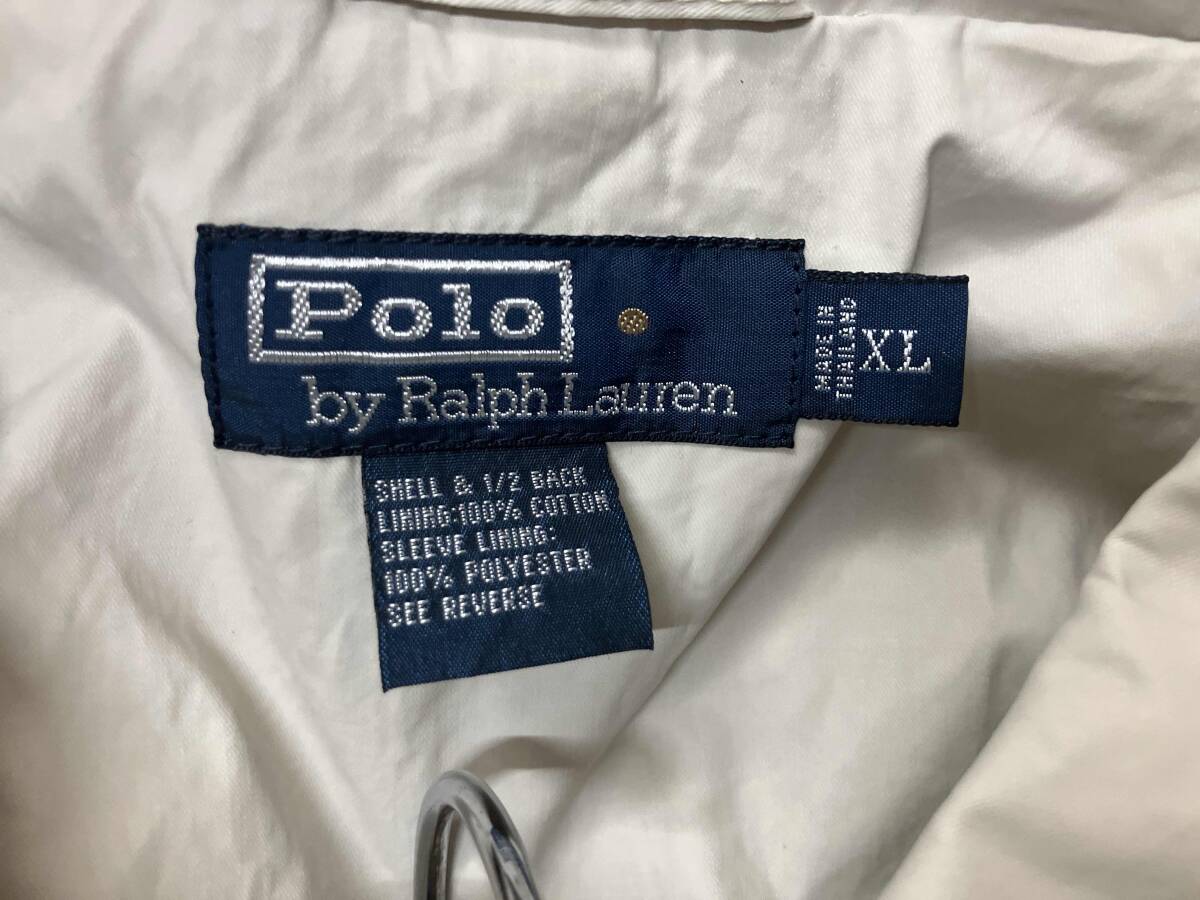 Polo
by Ralph Lauren
MADE IN
THAILAND
XL
SHELL & 1/2 BACK
LINING:100% COTTON
SLEEVE LINING:
100% POLYESTER
SEE REVERSE